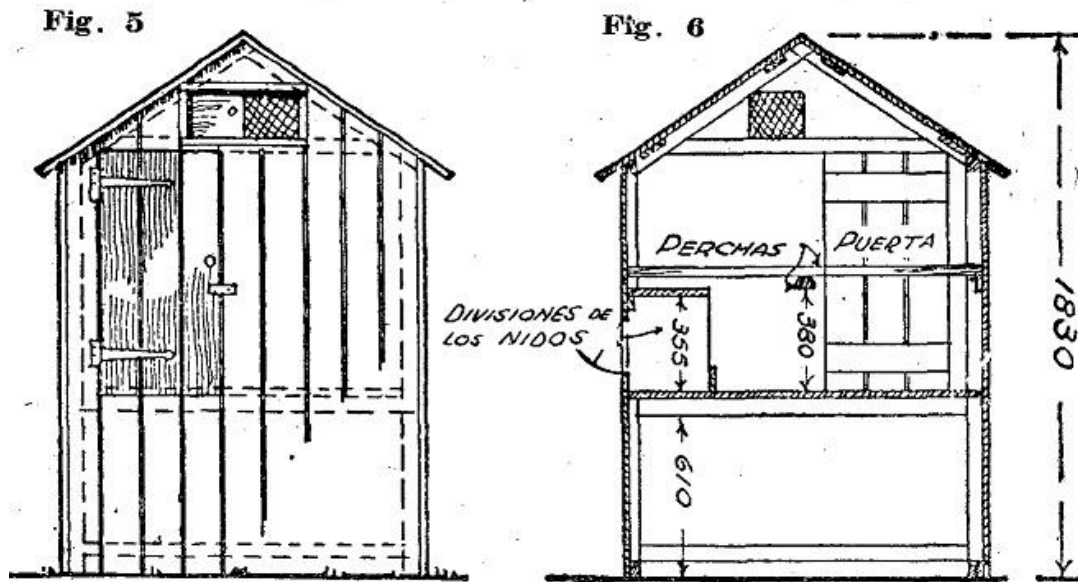 Fig. 5
Fig. 6
PERCHAS
PUERTA
DIVISIONES DE
LOS NIDOS
355
380
610
1830